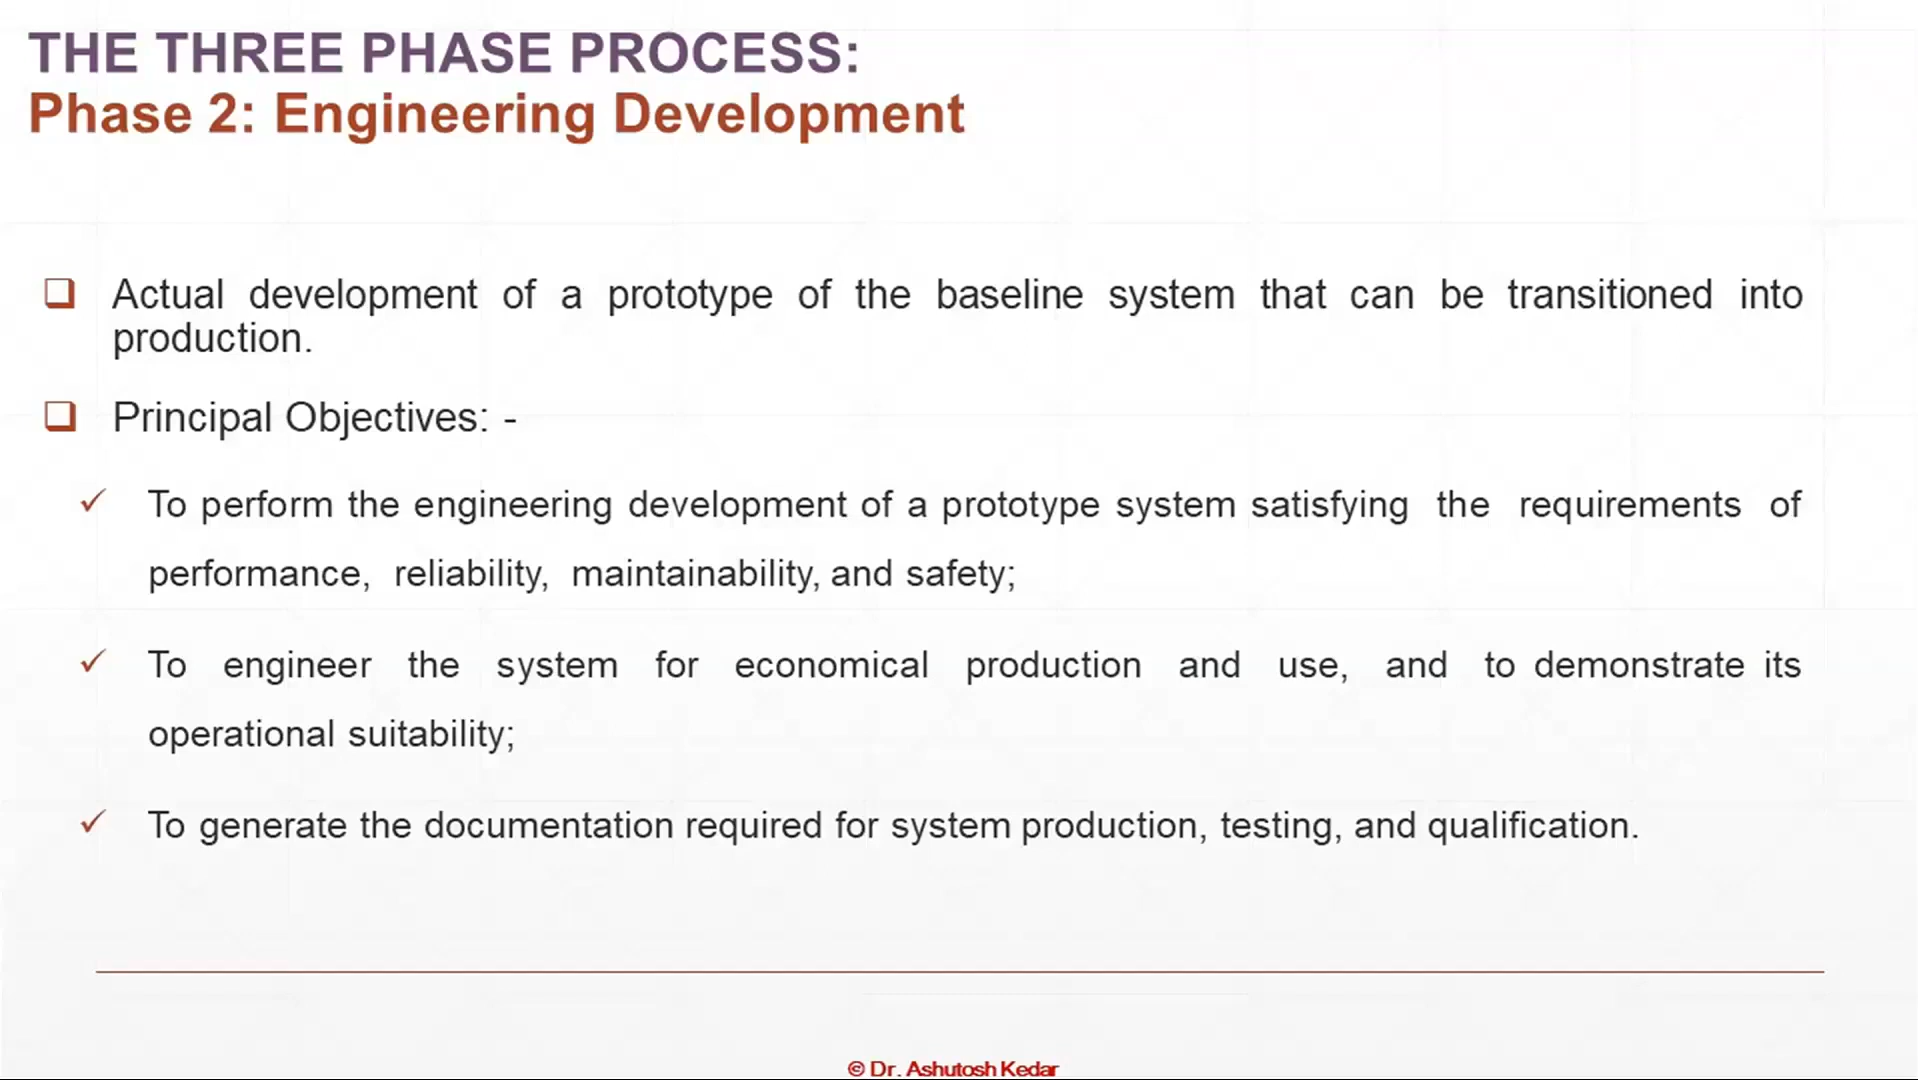 THE THREE PHASE PROCESS:
Phase 2: Engineering Development
Actual development of a prototype of the baseline system that can be transitioned into
production.
Principal Objectives: -
To perform the engineering development of a prototype system satisfying the requirements of
performance, reliability, maintainability, and safety;
To engineer the system for economical production and use, and to demonstrate its
operational suitability;
To generate the documentation required for system production, testing, and qualification.
© Dr. Ashutosh Kedar